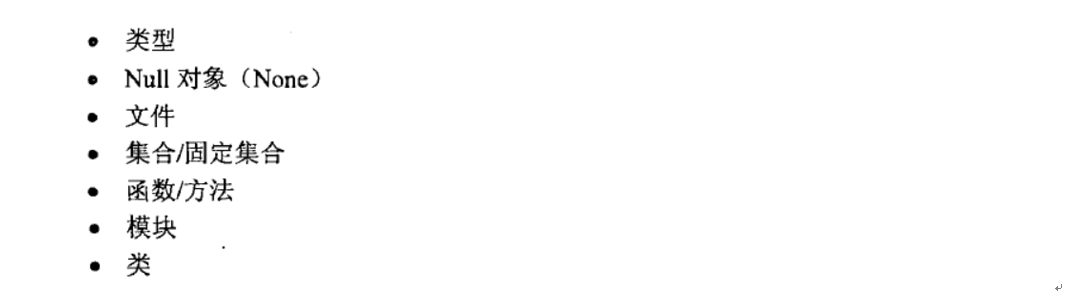 • 类型
• Null 对象（None）
• 文件
• 集合/固定集合
• 函数/方法
• 模块
• 类